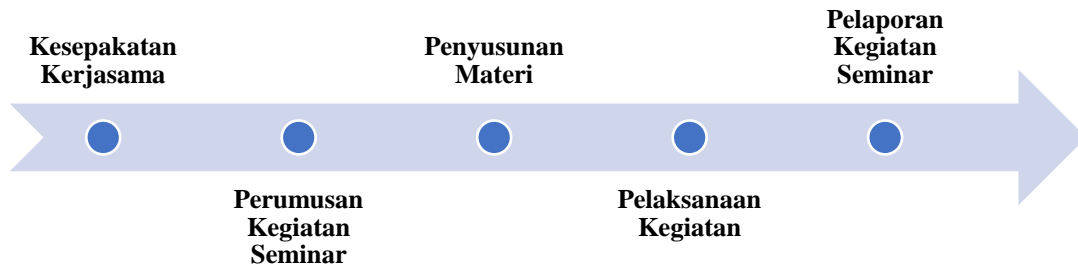 Kesepakatan
Kerjasama
Perumusan
Kegiatan
Seminar
Penyusunan
Materi
Pelaksanaan
Kegiatan
Pelaporan
Kegiatan
Seminar